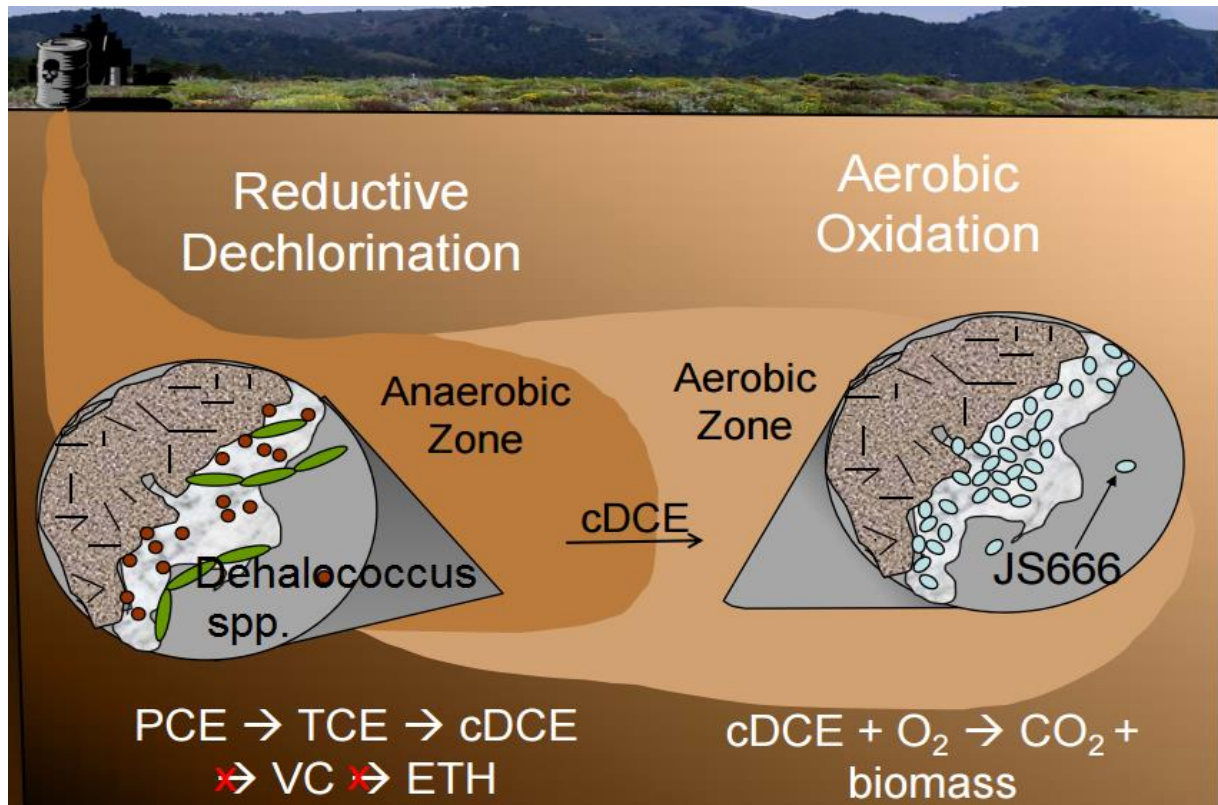 Reductive
Dechlorination
Aerobic
Oxidation
Anaerobic
Zone
Aerobic
Zone
cDCE
Dehalococcus
spp.
JS666
PCE → TCE → cDCE
→ VC → ETH
cDCE + O₂ → CO₂ +
biomass